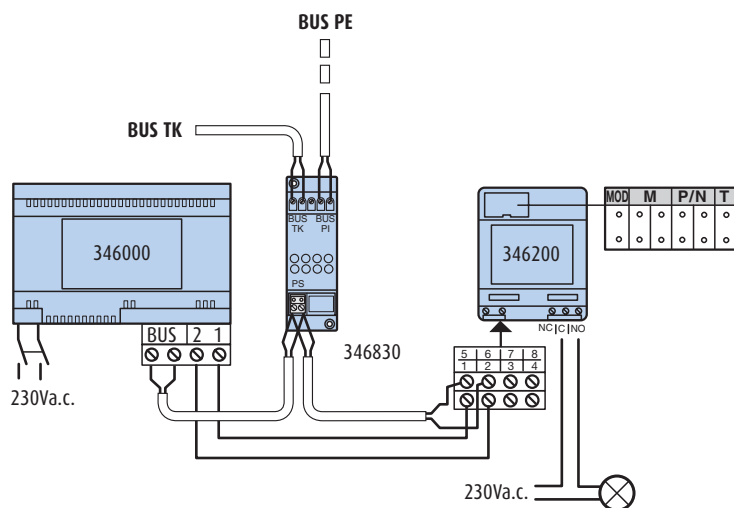 BUS PE
BUS TK
BUS BUS
TK PI
PS
346000
346200
MOD M P/N T
346830
BUS 2 1
230Va.c.
NC C NO
5 6 7 8
1 2 3 4
230Va.c.